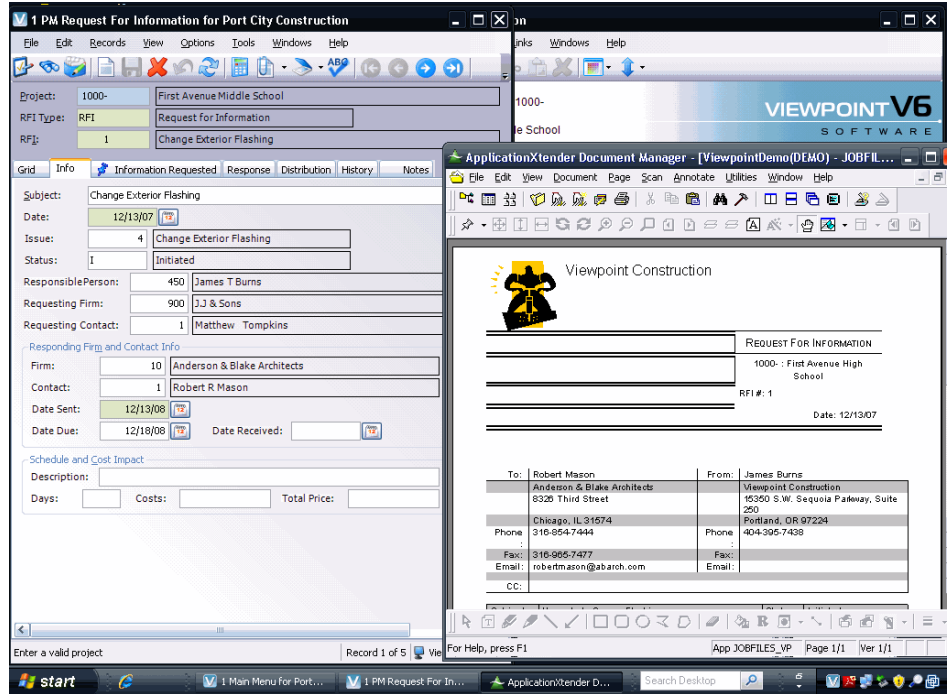 1 PM Request For Information for Port City Construction
File Edit Records View Options Tools Windows Help
Project: 1000- First Avenue Middle School
RFI Type: RFI Request for Information
RFI: 1 Change Exterior Flashing
Grid Info Information Requested Response Distribution History Notes
Subject: Change Exterior Flashing
Date: 12/13/07
Issue: 4 Change Exterior Flashing
Status: I Initiated
ResponsiblePerson: 450 James T Burns
Requesting Firm: 900 J.J & Sons
Requesting Contact: 1 Matthew Tompkins
Responding Firm and Contact Info
Firm: 10 Anderson & Blake Architects
Contact: 1 Robert R Mason
Date Sent: 12/13/08
Date Due: 12/18/08 Date Received:
Schedule and Cost Impact
Description:
Days: Costs: Total Price:
Enter a valid project Record 1 of 5 Vie
on
inks Windows Help
1000-
le School
VIEWPOINT V6
SOFTWARE
ApplicationXtender Document Manager - [ViewpointDemo(DEMO) - JOBFIL...
File Edit View Document Page Scan Annotate Utilities Window Help
Viewpoint Construction
REQUEST FOR INFORMATION
1000- : First Avenue High
School
RFI #: 1
Date: 12/13/07
To: Robert Mason From: James Burns
Anderson & Blake Architects Viewpoint Construction
8326 Third Street 15350 S.W. Sequoia Parkway, Suite
250
Chicago, IL 31574 Portland, OR 97224
Phone 316-854-7444 Phone 404-395-7438
: :
Fax: 316-965-7477 Fax:
Email: robertmason@abarch.com Email:
CC:
For Help, press F1 App JOBFILES_VP Page 1/1 Ver 1/1
start 1 Main Menu for Port... 1 PM Request For In... ApplicationXtender D... Search Desktop